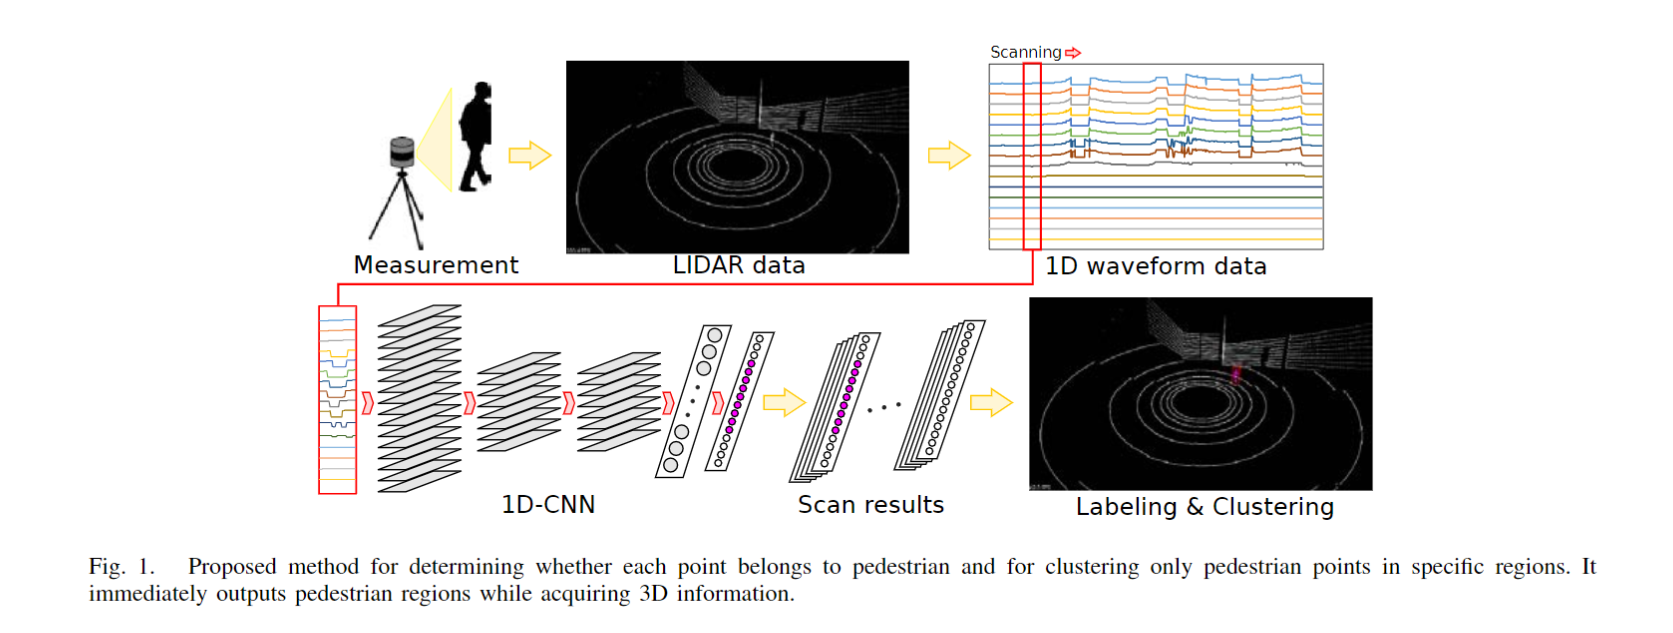 Scanning
Measurement
LIDAR data
1D waveform data
1D-CNN
Scan results
Labeling & Clustering
Fig. 1. Proposed method for determining whether each point belongs to pedestrian and for clustering only pedestrian points in specific regions. It
immediately outputs pedestrian regions while acquiring 3D information.